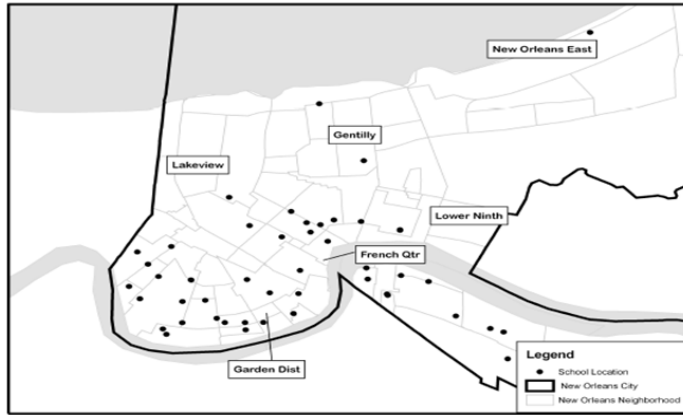 New Orleans East
Gentilly
Lakeview
Lower Ninth
French Qtr
Garden Dist
Legend
School Location
New Orleans City
New Orleans Neighborhood